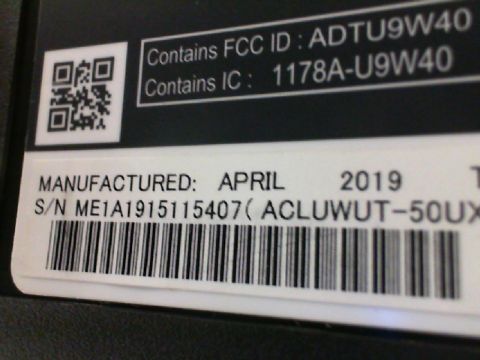 Contains FCC ID : ADTU9W40
Contains IC : 1178A-U9W40
MANUFACTURED: APRIL 2019 T
S/N ME1A1915115407( ACLUWUT-50UX